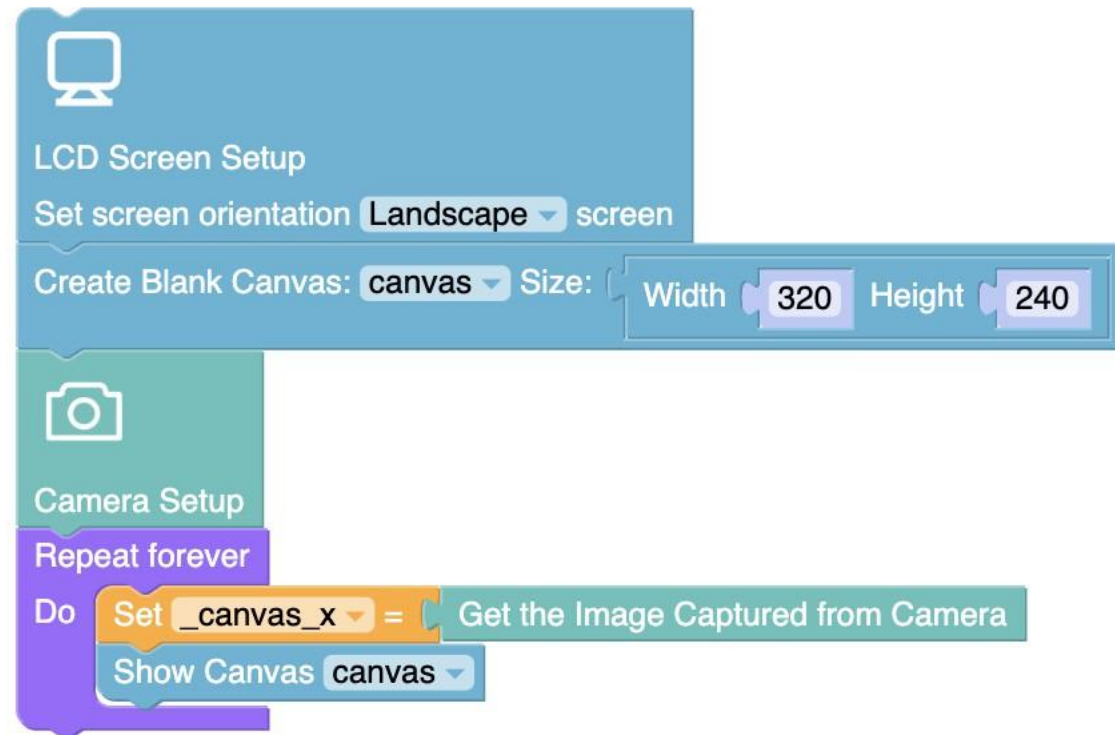 LCD Screen Setup
Set screen orientation Landscape screen
Create Blank Canvas: canvas Size: Width 320 Height 240
Camera Setup
Repeat forever
Do Set _canvas_x = Get the Image Captured from Camera
Show Canvas canvas